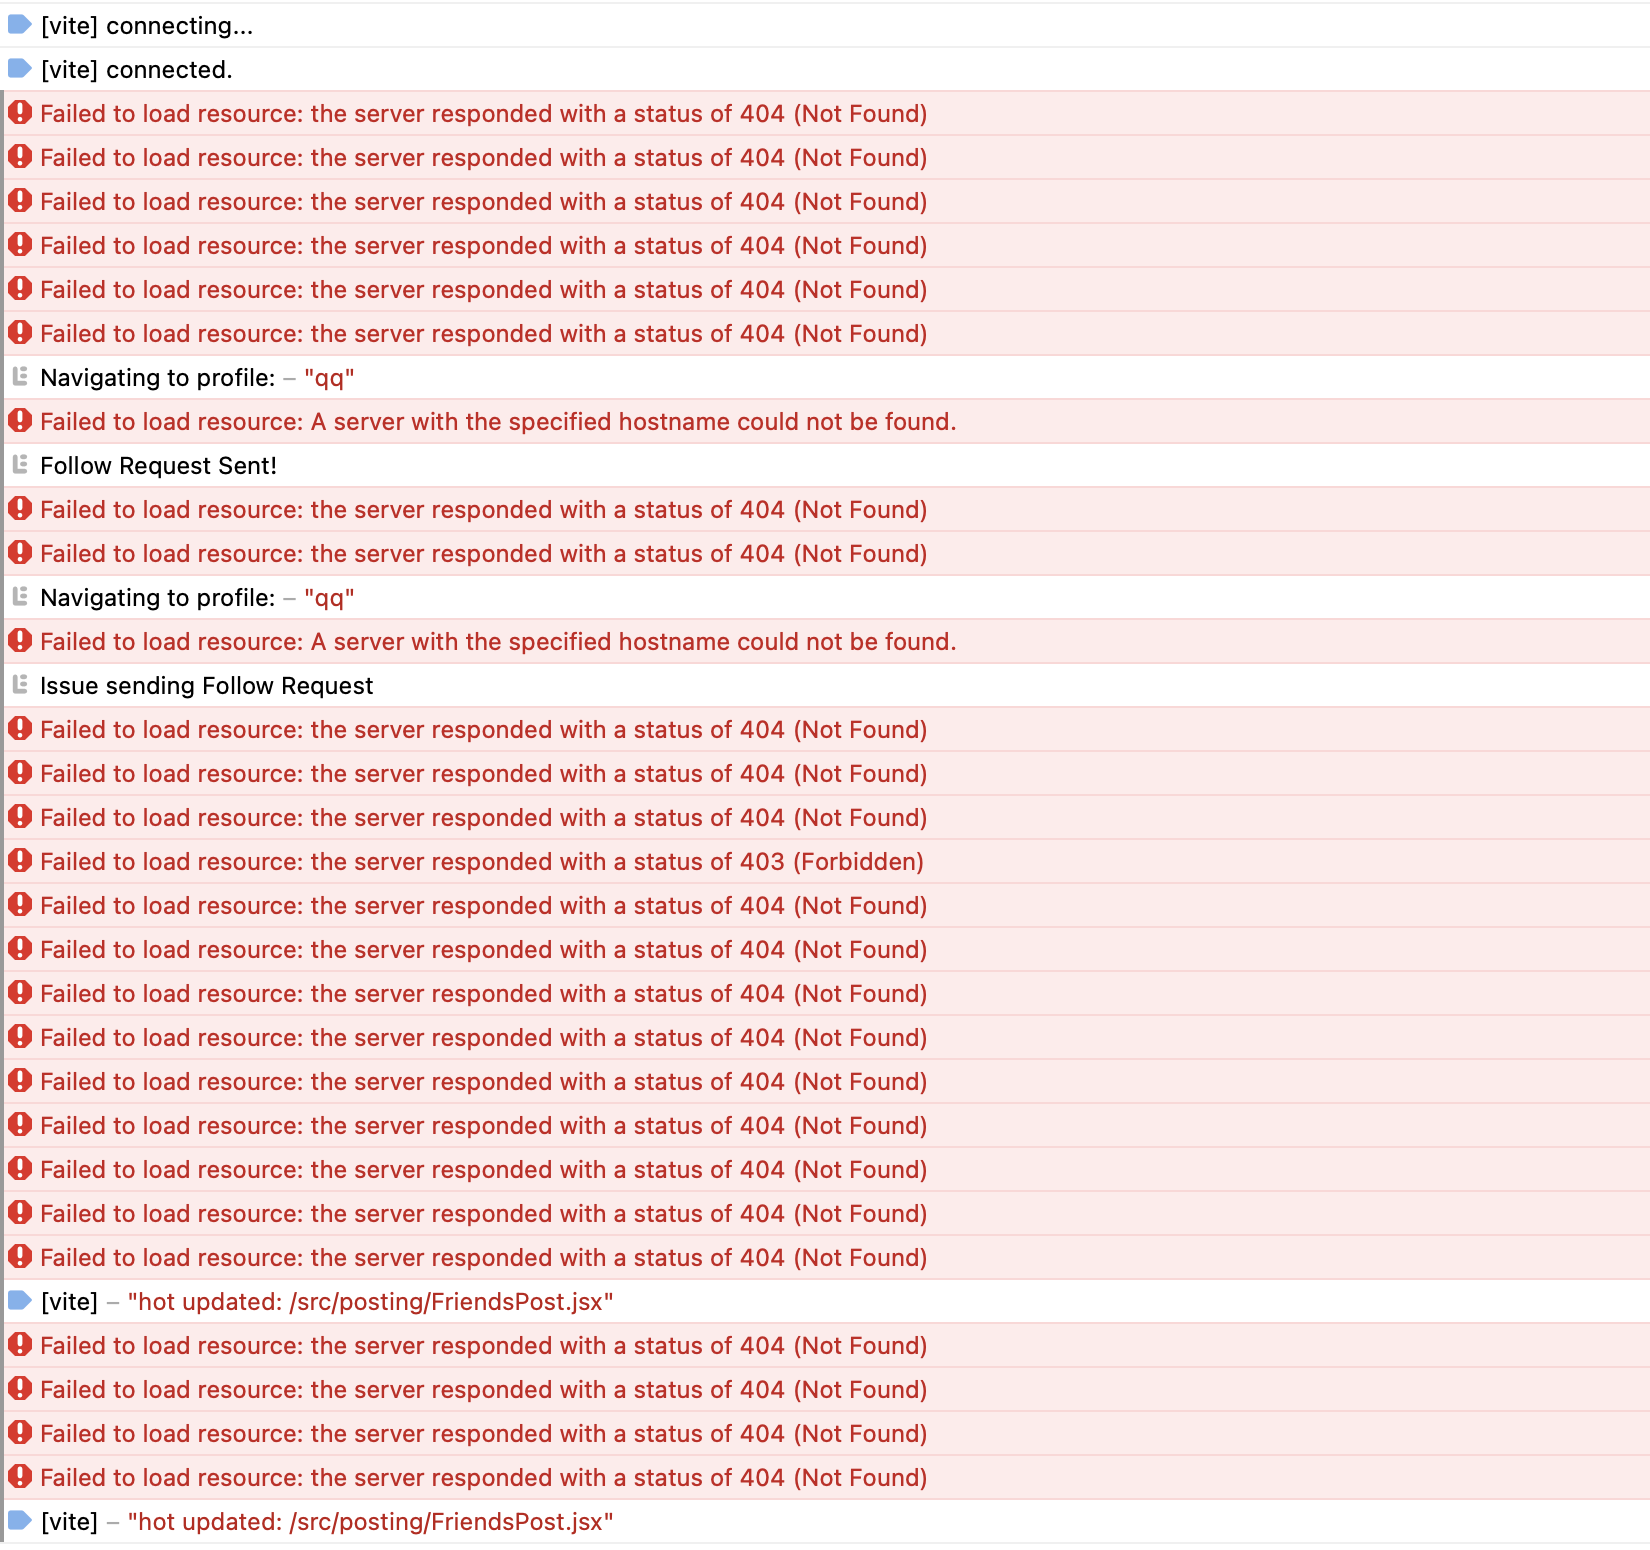 [vite] connecting...
[vite] connected.
Failed to load resource: the server responded with a status of 404 (Not Found)
Failed to load resource: the server responded with a status of 404 (Not Found)
Failed to load resource: the server responded with a status of 404 (Not Found)
Failed to load resource: the server responded with a status of 404 (Not Found)
Failed to load resource: the server responded with a status of 404 (Not Found)
Failed to load resource: the server responded with a status of 404 (Not Found)
Navigating to profile: – "qq"
Failed to load resource: A server with the specified hostname could not be found.
Follow Request Sent!
Failed to load resource: the server responded with a status of 404 (Not Found)
Failed to load resource: the server responded with a status of 404 (Not Found)
Navigating to profile: – "qq"
Failed to load resource: A server with the specified hostname could not be found.
Issue sending Follow Request
Failed to load resource: the server responded with a status of 404 (Not Found)
Failed to load resource: the server responded with a status of 404 (Not Found)
Failed to load resource: the server responded with a status of 404 (Not Found)
Failed to load resource: the server responded with a status of 403 (Forbidden)
Failed to load resource: the server responded with a status of 404 (Not Found)
Failed to load resource: the server responded with a status of 404 (Not Found)
Failed to load resource: the server responded with a status of 404 (Not Found)
Failed to load resource: the server responded with a status of 404 (Not Found)
Failed to load resource: the server responded with a status of 404 (Not Found)
Failed to load resource: the server responded with a status of 404 (Not Found)
Failed to load resource: the server responded with a status of 404 (Not Found)
Failed to load resource: the server responded with a status of 404 (Not Found)
Failed to load resource: the server responded with a status of 404 (Not Found)
[vite] – "hot updated: /src/posting/FriendsPost.jsx"
Failed to load resource: the server responded with a status of 404 (Not Found)
Failed to load resource: the server responded with a status of 404 (Not Found)
Failed to load resource: the server responded with a status of 404 (Not Found)
Failed to load resource: the server responded with a status of 404 (Not Found)
[vite] – "hot updated: /src/posting/FriendsPost.jsx"